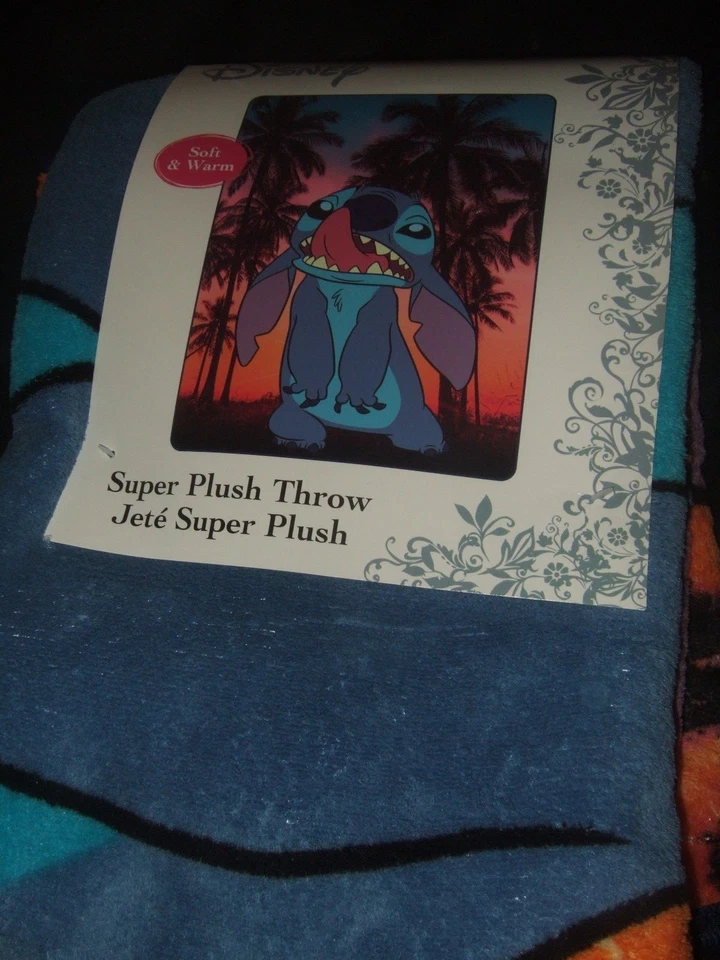 Disney
Soft
& Warm
Super Plush Throw
Jeté Super Plush